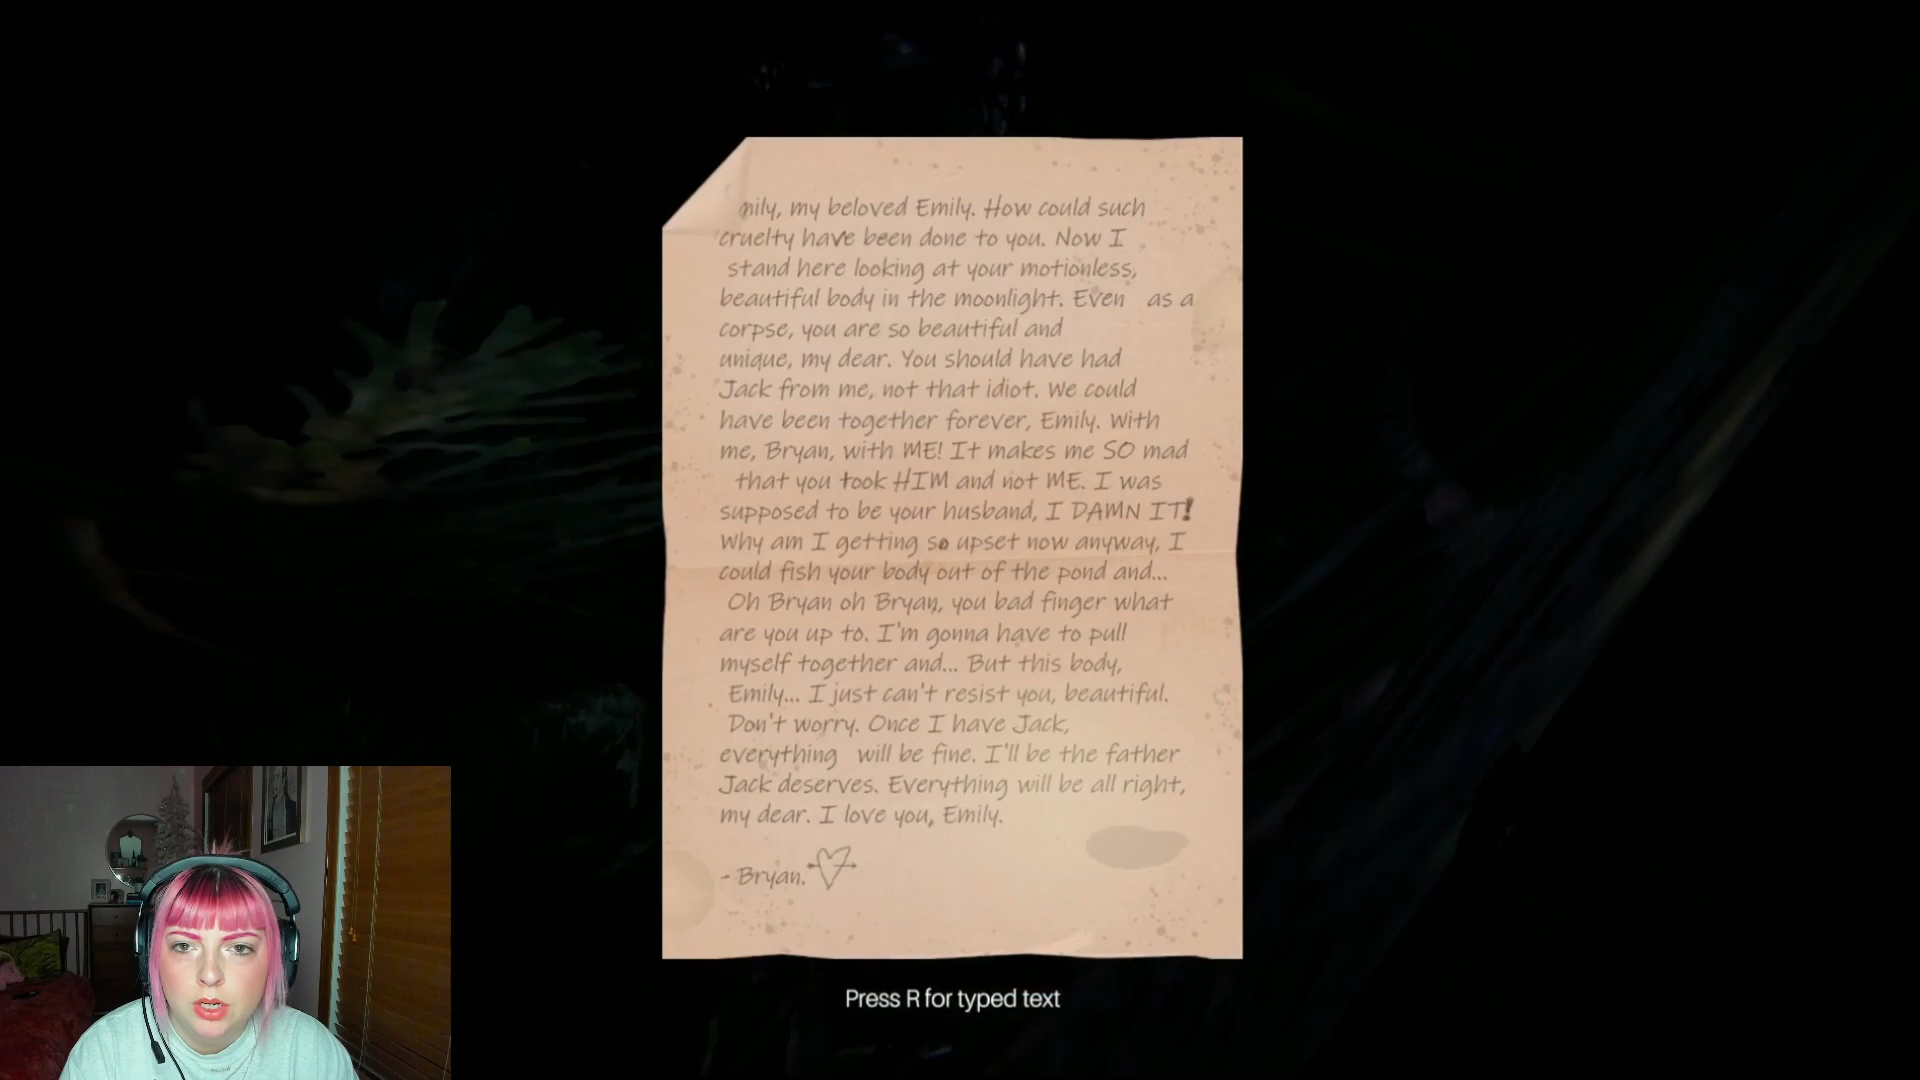 nily, my beloved Emily. How could such
cruelty have been done to you. Now I
stand here looking at your motionless,
beautiful body in the moonlight. Even as a
corpse, you are so beautiful and
unique, my dear. You should have had
Jack from me, not that idiot. We could
have been together forever, Emily. With
me, Bryan, with ME! It makes me SO mad
that you took HIM and not ME. I was
supposed to be your husband, I DAMN IT!
Why am I getting so upset now anyway, I
could fish your body out of the pond and...
Oh Bryan oh Bryan, you bad finger what
are you up to. I'm gonna have to pull
myself together and... But this body,
Emily... I just can't resist you, beautiful.
Don't worry. Once I have Jack,
everything will be fine. I'll be the father
Jack deserves. Everything will be all right,
my dear. I love you, Emily.
- Bryan.
Press R for typed text